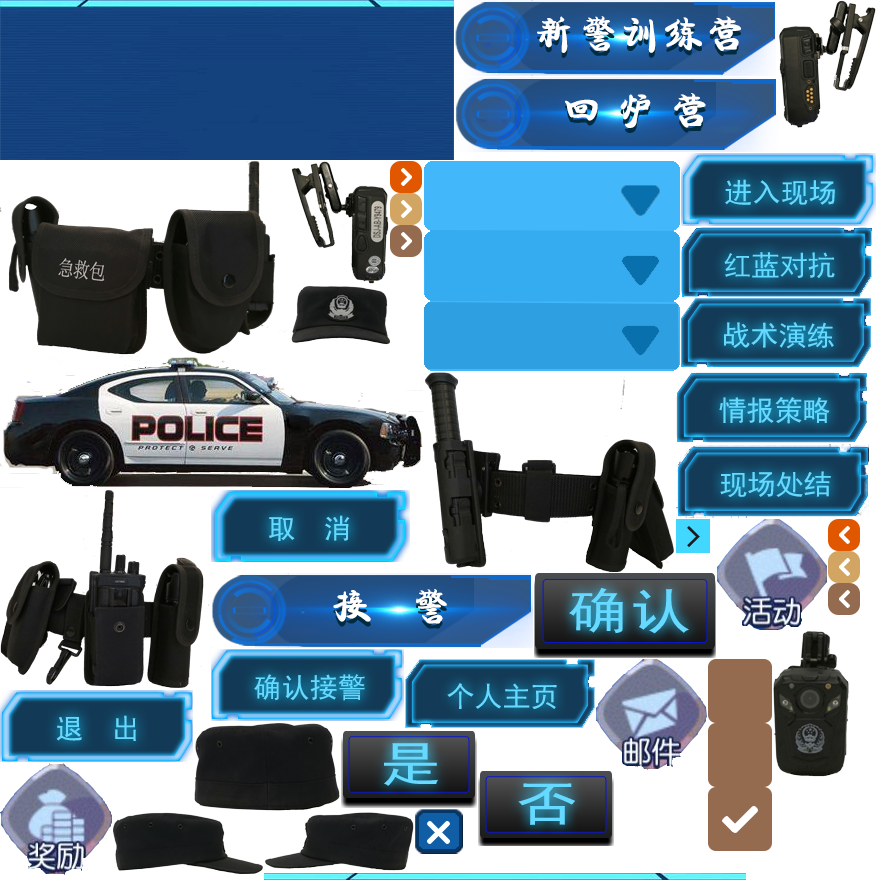 新警训练营
回炉营
进入现场
急救包
红蓝对抗
战术演练
POLICE
PROTECT & SERVE
情报策略
现场处结
取 消
活动
接 警
确认
确认接警
个人主页
退 出
邮件
是
否
奖励